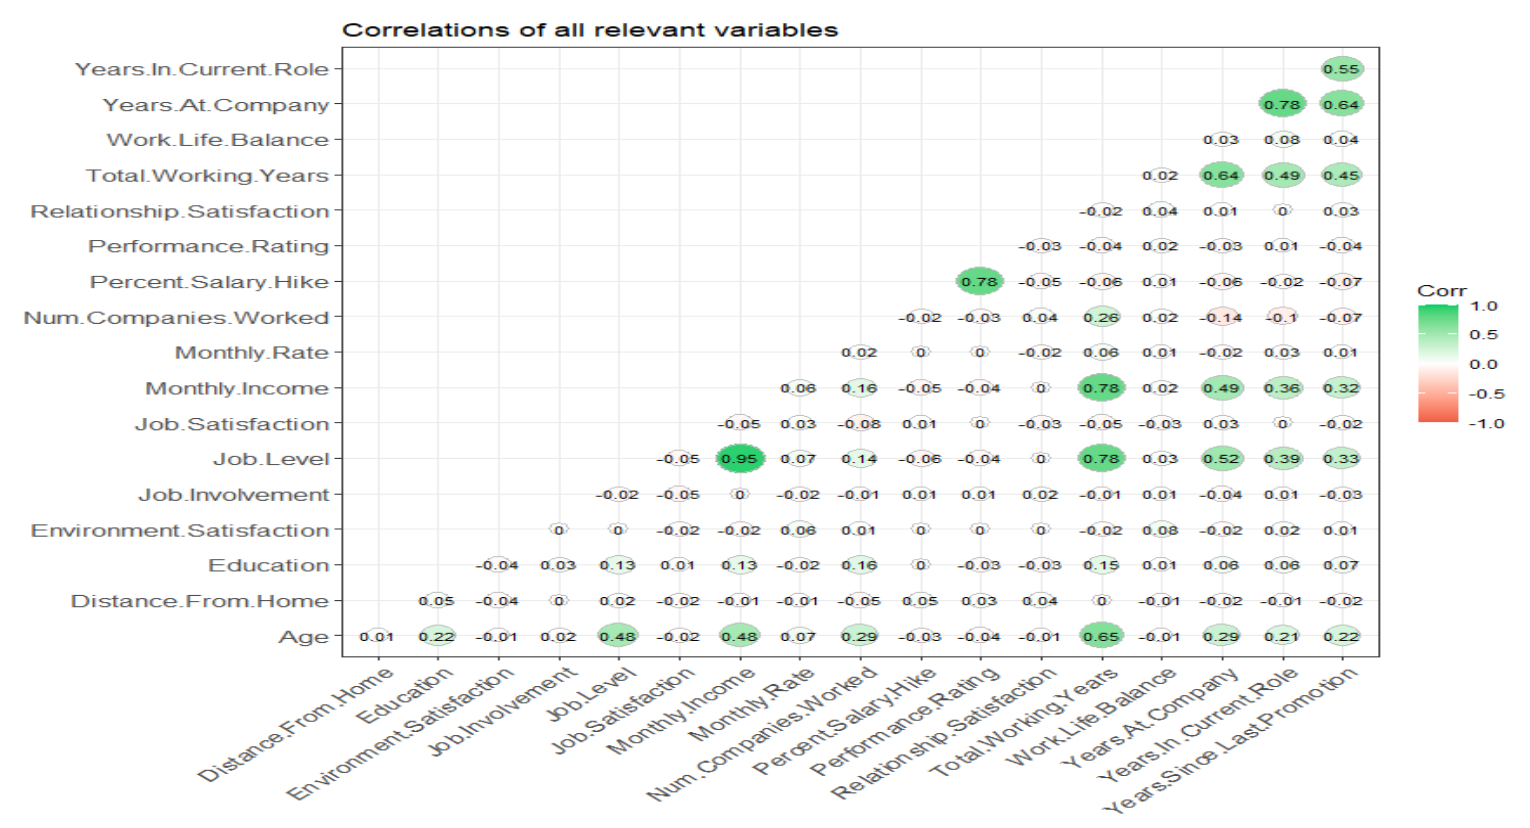 Correlations of all relevant variables
Years.In.Current.Role 0.55
Years.At.Company 0.78 0.64
Work.Life.Balance 0.03 0.08 0.04
Total.Working.Years 0.02 0.64 0.49 0.45
Relationship.Satisfaction -0.02 0.04 0.01 0 0.03
Performance.Rating -0.03 -0.04 0.02 -0.03 0.01 -0.04
Percent.Salary.Hike 0.78 -0.05 -0.06 0.01 -0.06 -0.02 -0.07
Num.Companies.Worked -0.02 -0.03 0.04 0.26 0.02 -0.14 -0.1 -0.07
Monthly.Rate 0.02 0 0 -0.02 0.06 0.01 -0.02 0.03 0.01
Monthly.Income 0.06 0.16 -0.05 -0.04 0 0.78 0.02 0.49 0.36 0.32
Job.Satisfaction -0.05 0.03 -0.08 0.01 0 -0.03 -0.05 -0.03 0.03 0 -0.02
Job.Level -0.05 0.95 0.07 0.14 -0.06 -0.04 0 0.78 0.03 0.52 0.39 0.33
Job.Involvement -0.02 -0.05 0 -0.02 -0.01 0.01 0.01 0.02 -0.01 0.01 -0.04 0.01 -0.03
Environment.Satisfaction 0 0 -0.02 -0.02 0.06 0.01 0 0 0 -0.02 0.08 -0.02 0.02 0.01
Education -0.04 0.03 0.13 0.01 0.13 -0.02 0.16 0 -0.03 -0.03 0.15 0.01 0.06 0.06 0.07
Distance.From.Home 0.05 -0.04 0 0.02 -0.02 -0.01 -0.01 -0.05 0.05 0.03 0.04 0 -0.01 -0.02 -0.01 -0.02
Age 0.01 0.22 -0.01 0.02 0.48 -0.02 0.48 0.07 0.29 -0.03 -0.04 -0.01 0.65 -0.01 0.29 0.21 0.22
Distance.From.Home
Education
Environment.Satisfaction
Job.Involvement
Job.Level
Job.Satisfaction
Monthly.Income
Monthly.Rate
Num.Companies.Worked
Percent.Salary.Hike
Performance.Rating
Relationship.Satisfaction
Total.Working.Years
Work.Life.Balance
Years.At.Company
Years.In.Current.Role
Years.Since.Last.Promotion
Corr
1.0
0.5
0.0
-0.5
-1.0